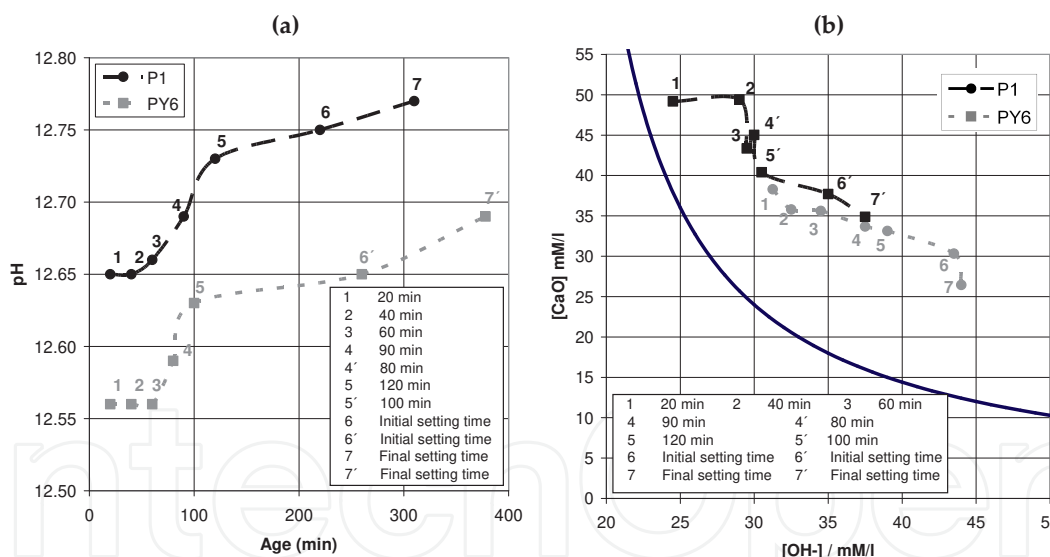 (a)
12.80
12.75
12.70
12.65
12.60
12.55
12.50
pH
P1
PY6
1
2
3
4
5
6
7
1
2
3
4
5
6´
7´
1 20 min
2 40 min
3 60 min
4 90 min
4´ 80 min
5 120 min
5´ 100 min
6 Initial setting time
6´ Initial setting time
7 Final setting time
7´ Final setting time
0 100 200 300 400
Age (min)
(b)
55
50
45
40
35
30
25
20
15
10
5
0
[CaO] mM/l
P1
PY6
1
2
3
4´
5´
6´
7´
1
2
3
4
5
6
7
1 20 min 2 40 min 3 60 min
4 90 min 4´ 80 min
5 120 min 5´ 100 min
6 Initial setting time 6´ Initial setting time
7 Final setting time 7´ Final setting time
20 25 30 35 40 45 50
[OH-] / mM/l